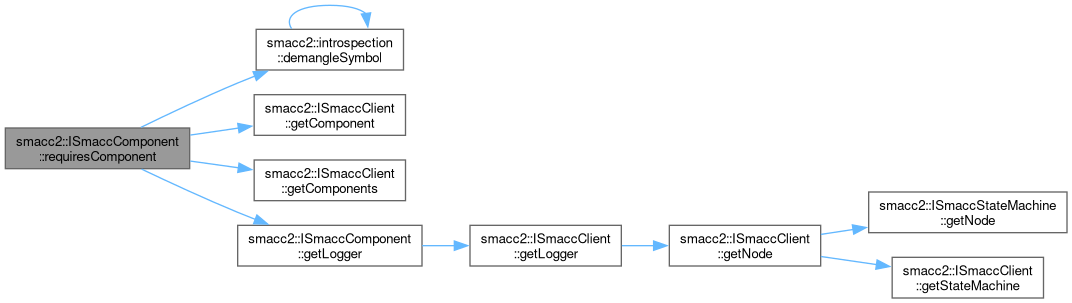 smacc2::introspection
::demangleSymbol
smacc2::ISmaccClient
::getComponent
smacc2::ISmaccComponent
::requiresComponent
smacc2::ISmaccClient
::getComponents
smacc2::ISmaccComponent
::getLogger
smacc2::ISmaccClient
::getLogger
smacc2::ISmaccClient
::getNode
smacc2::ISmaccStateMachine
::getNode
smacc2::ISmaccClient
::getStateMachine